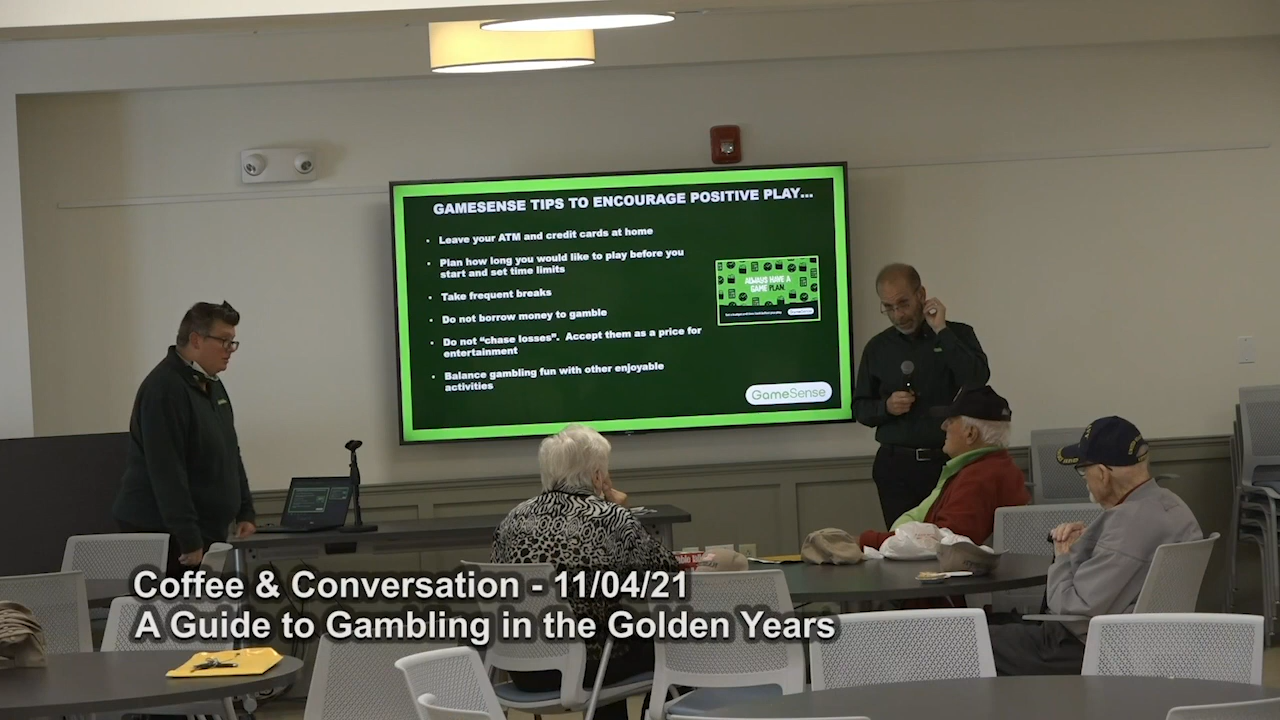 GAMESENSE TIPS TO ENCOURAGE POSITIVE PLAY...
• Leave your ATM and credit cards at home
• Plan how long you would like to play before you
start and set time limits
• Take frequent breaks
• Do not borrow money to gamble
• Do not “chase losses”. Accept them as a price for
entertainment
• Balance gambling fun with other enjoyable
activities
ALWAYS HAVE A
GAME PLAN.
GameSense
GameSense
Coffee & Conversation - 11/04/21
A Guide to Gambling in the Golden Years